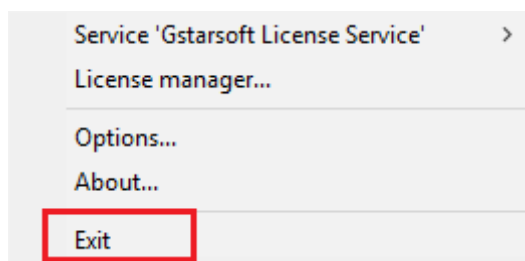 Service 'Gstarsoft License Service' >
License manager...
Options...
About...
Exit